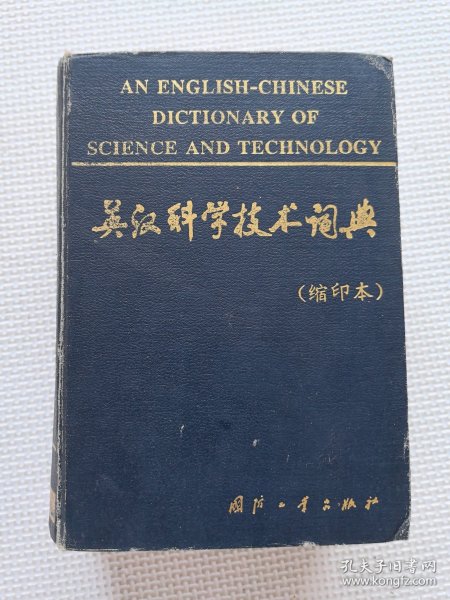 AN ENGLISH-CHINESE
DICTIONARY OF
SCIENCE AND TECHNOLOGY
英汉科学技术词典
(缩印本)
国防工业出版社
孔夫子旧书网
www.kongfz.com